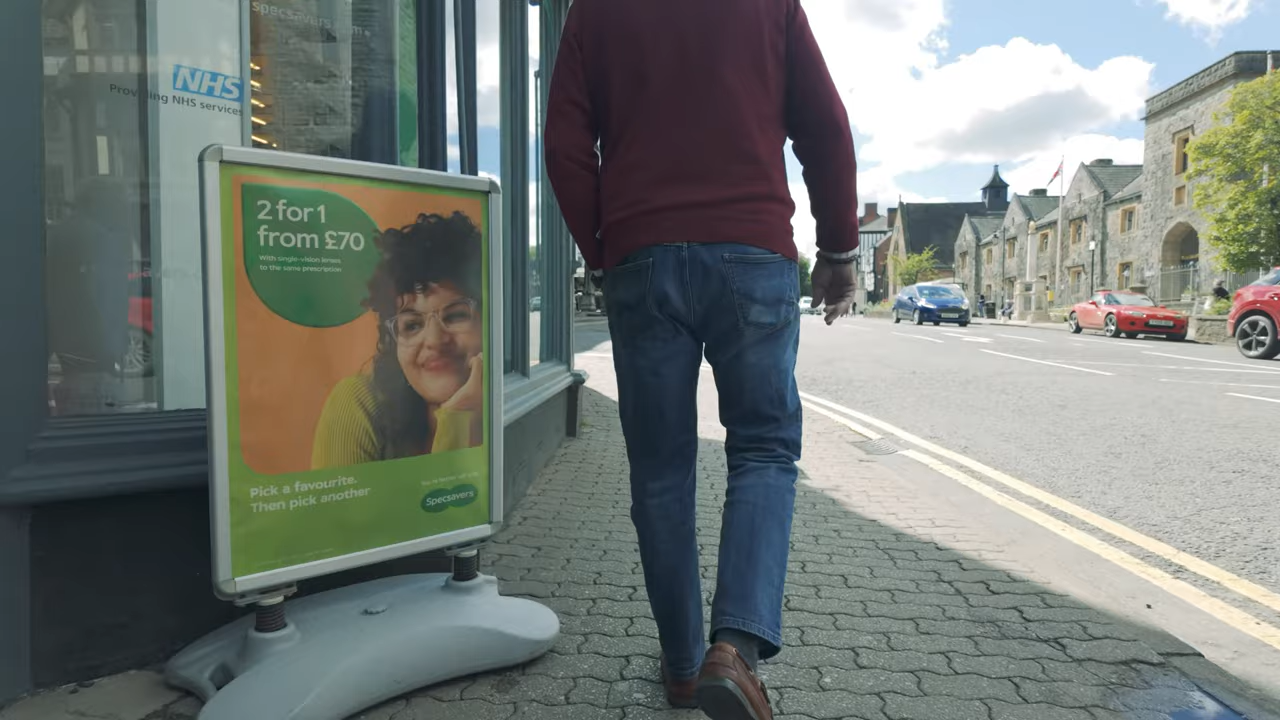 specsavers
NHS
Providing NHS services
2 for 1
from £70
With single-vision lenses
to the same prescription
Pick a favourite.
Then pick another
Specsavers